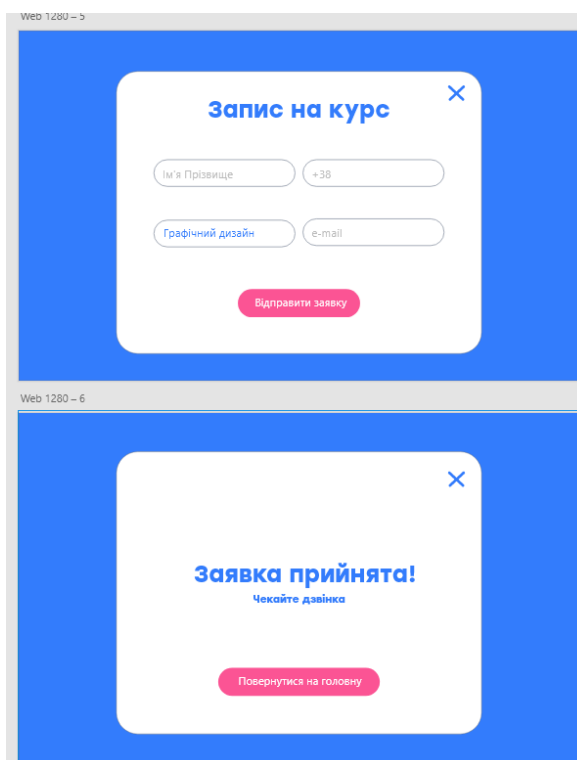 Web 1280 – 5
Запис на курс
Ім'я Прізвище
+38
Графічний дизайн
e-mail
Відправити заявку
Web 1280 – 6
Заявка прийнята!
Чекайте дзвінка
Повернутися на головну